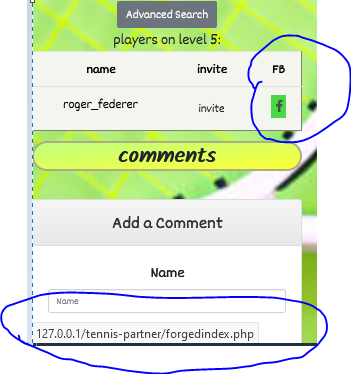 Advanced Search
players on level 5:
name invite FB
roger_federer invite f
comments
Add a Comment
Name
Name
127.0.0.1/tennis-partner/forgedindex.php